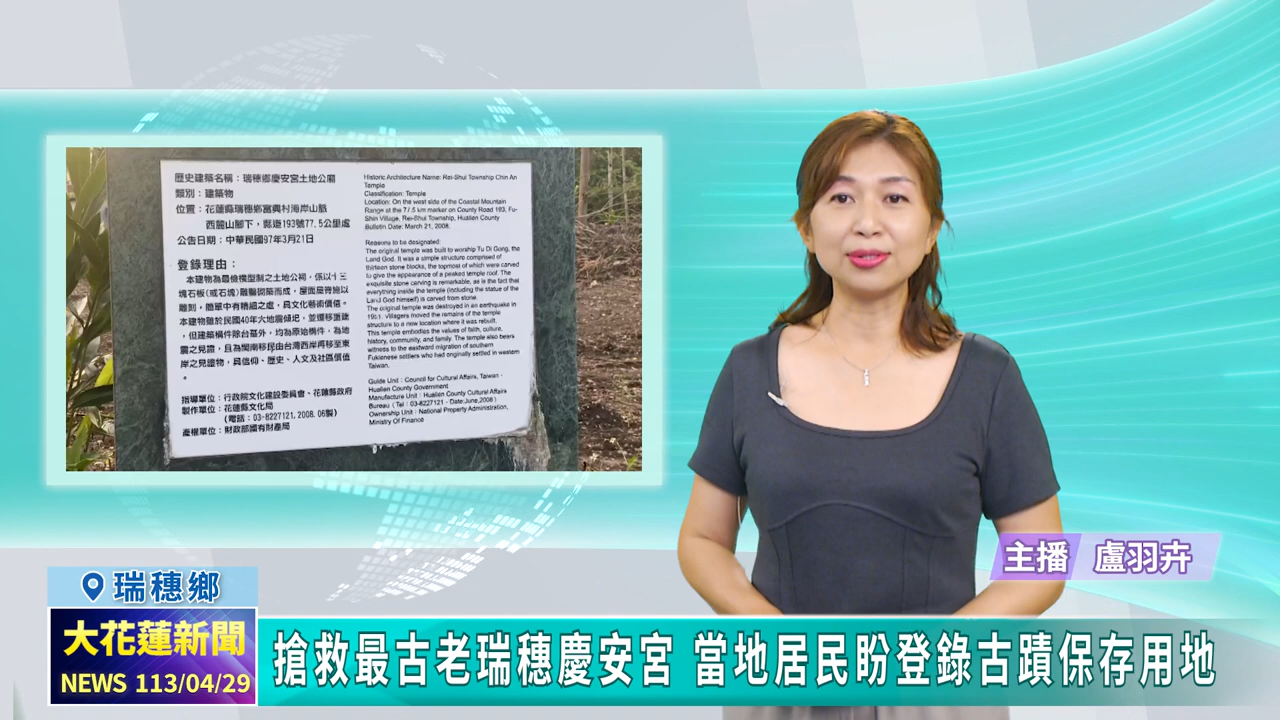 歷史建築名稱：瑞穗鄉慶安宮土地公廟
類別：建築物
位置：花蓮縣瑞穗鄉富興村海岸山脈
西麓山腳下，縣道193號77.5公里處
公告日期：中華民國97年3月21日
登錄理由：
本建物為最儉樸型制之土地公祠，係以十三
塊石板(或石塊)雕鑿砌築而成，屋面是脊施以
雕刻，簡單中有精細之處，具文化藝術價值。
本建物雖於民國40年大地震傾圮，並遷移重建
，但建築構件除台基外，均為原始構件，為地
震之見證，且為閩南移民由台灣西岸再移至東
岸之見證物，具信仰、歷史、人文及社區價值
。
指導單位：行政院文化建設委員會、花蓮縣政府
製作單位：花蓮縣文化局
(電話：03-8227121, 2008.06製)
產權單位：財政部國有財產局
Historic Architecture Name: Rei-Shui Township Chin An
Temple
Classification: Temple
Location: On the west side of the Coastal Mountain
Range at the 77.5 km marker on County Road 193, Fu-
Shin Village, Rei-Shui Township, Hualien County
Bulletin Date: March 21, 2008.
Reasons to be designated:
The original temple was built to worship Tu Di Gong, the
Land God. It was a simple structure comprised of
thirteen stone blocks, the topmost of which were carved
to give the appearance of a peaked temple roof. The
exquisite stone carving is remarkable, as is the fact that
everything inside the temple (including the statue of the
Land God himself) is carved from stone.
The original temple was destroyed in an earthquake in
1951. Villagers moved the remains of the temple
structure to a new location where it was rebuilt.
This temple embodies the values of faith, culture,
history, community, and family. The temple also bears
witness to the eastward migration of southern
Fukienese settlers who had originally settled in western
Taiwan.
Guide Unit : Council for Cultural Affairs, Taiwan、
Hualien County Government
Manufacture Unit : Hualien County Cultural Affairs
Bureau ( Tel : 03-8227121、Date:June,2008 )
Ownership Unit : National Property Administration,
Ministry Of Finance
主播 盧羽卉
瑞穗鄉
大花蓮新聞
NEWS 113/04/29
搶救最古老瑞穗慶安宮 當地居民盼登錄古蹟保存用地